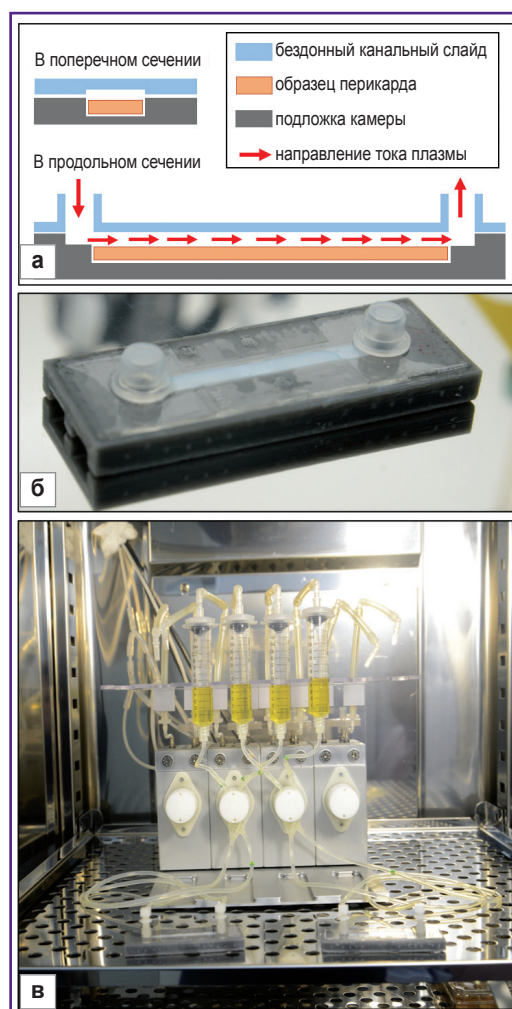 В поперечном сечении
бездонный канальный слайд
образец перикарда
подложка камеры
направление тока плазмы
В продольном сечении
а
б
в